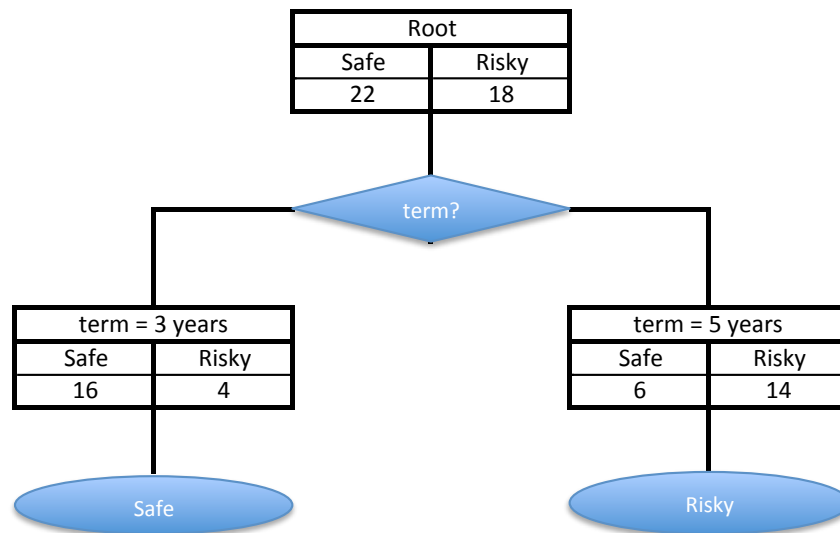 Root
Safe Risky
22 18
term?
term = 3 years
Safe Risky
16 4
Safe
term = 5 years
Safe Risky
6 14
Risky